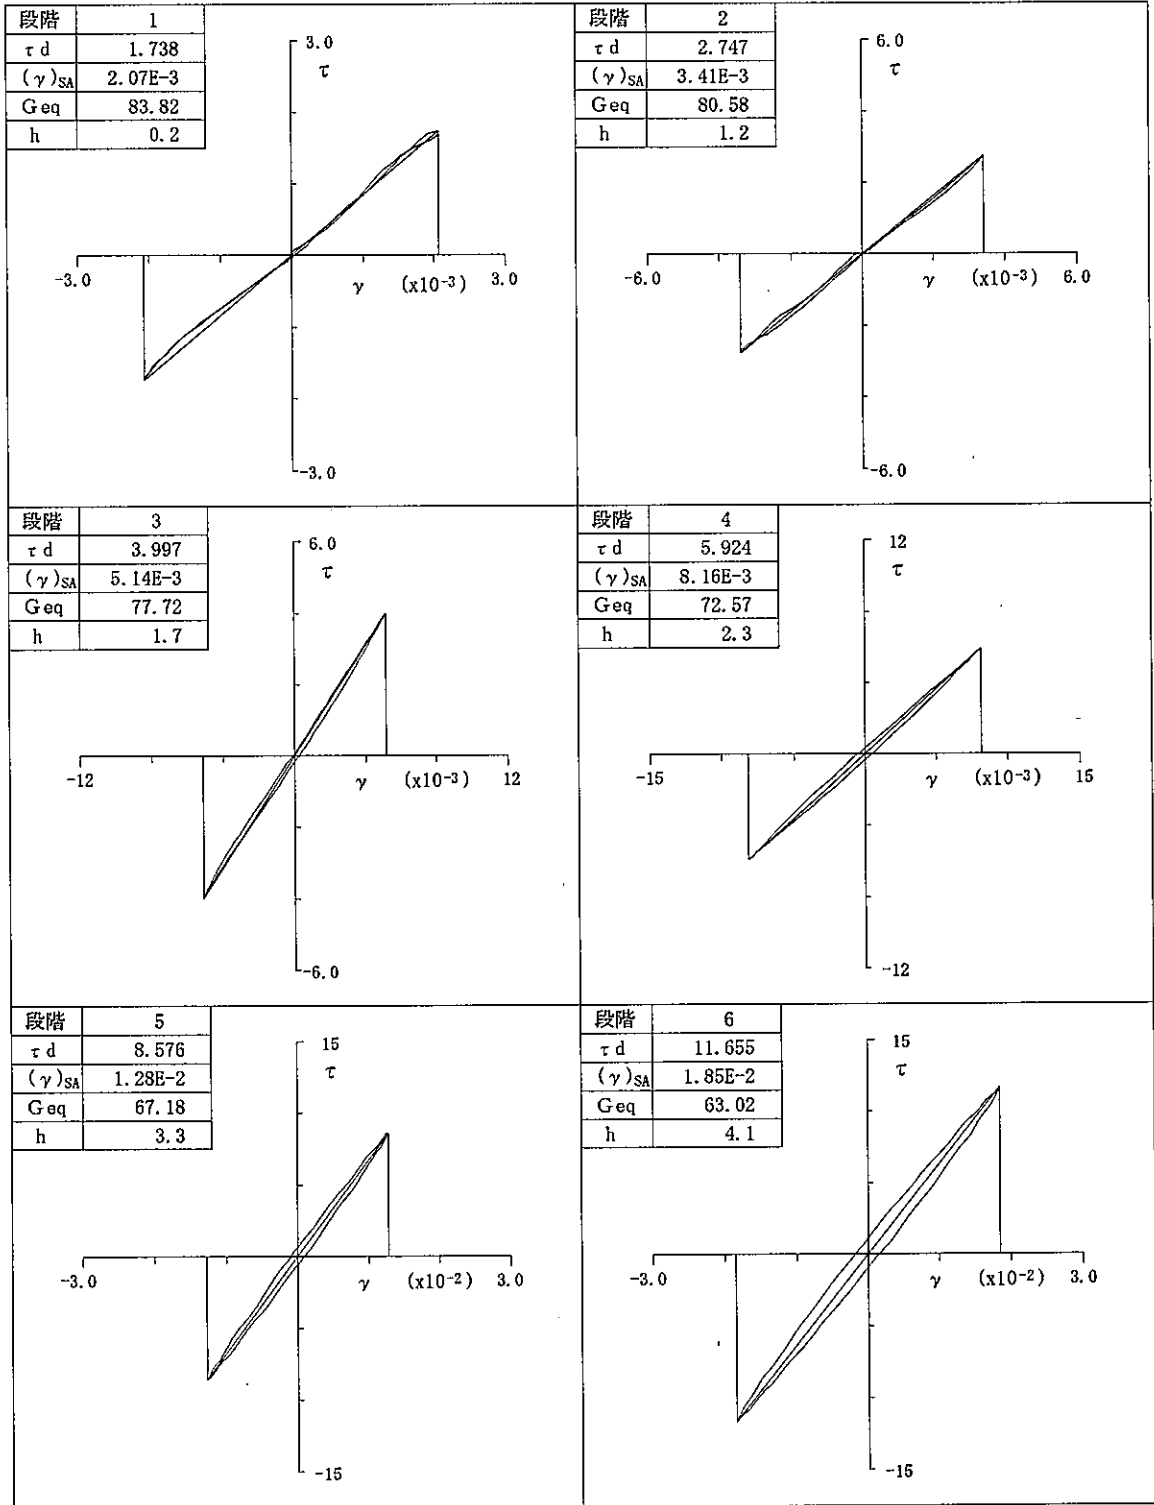 段階 1
τd 1.738
(γ)SA 2.07E-3
Geq 83.82
h 0.2
3.0
τ
-3.0 γ (x10-3) 3.0
-3.0
段階 2
τd 2.747
(γ)SA 3.41E-3
Geq 80.58
h 1.2
6.0
τ
-6.0 γ (x10-3) 6.0
-6.0
段階 3
τd 3.997
(γ)SA 5.14E-3
Geq 77.72
h 1.7
6.0
τ
-12 γ (x10-3) 12
-6.0
段階 4
τd 5.924
(γ)SA 8.16E-3
Geq 72.57
h 2.3
12
τ
-15 γ (x10-3) 15
-12
段階 5
τd 8.576
(γ)SA 1.28E-2
Geq 67.18
h 3.3
15
τ
-3.0 γ (x10-2) 3.0
-15
段階 6
τd 11.655
(γ)SA 1.85E-2
Geq 63.02
h 4.1
15
τ
-3.0 γ (x10-2) 3.0
-15